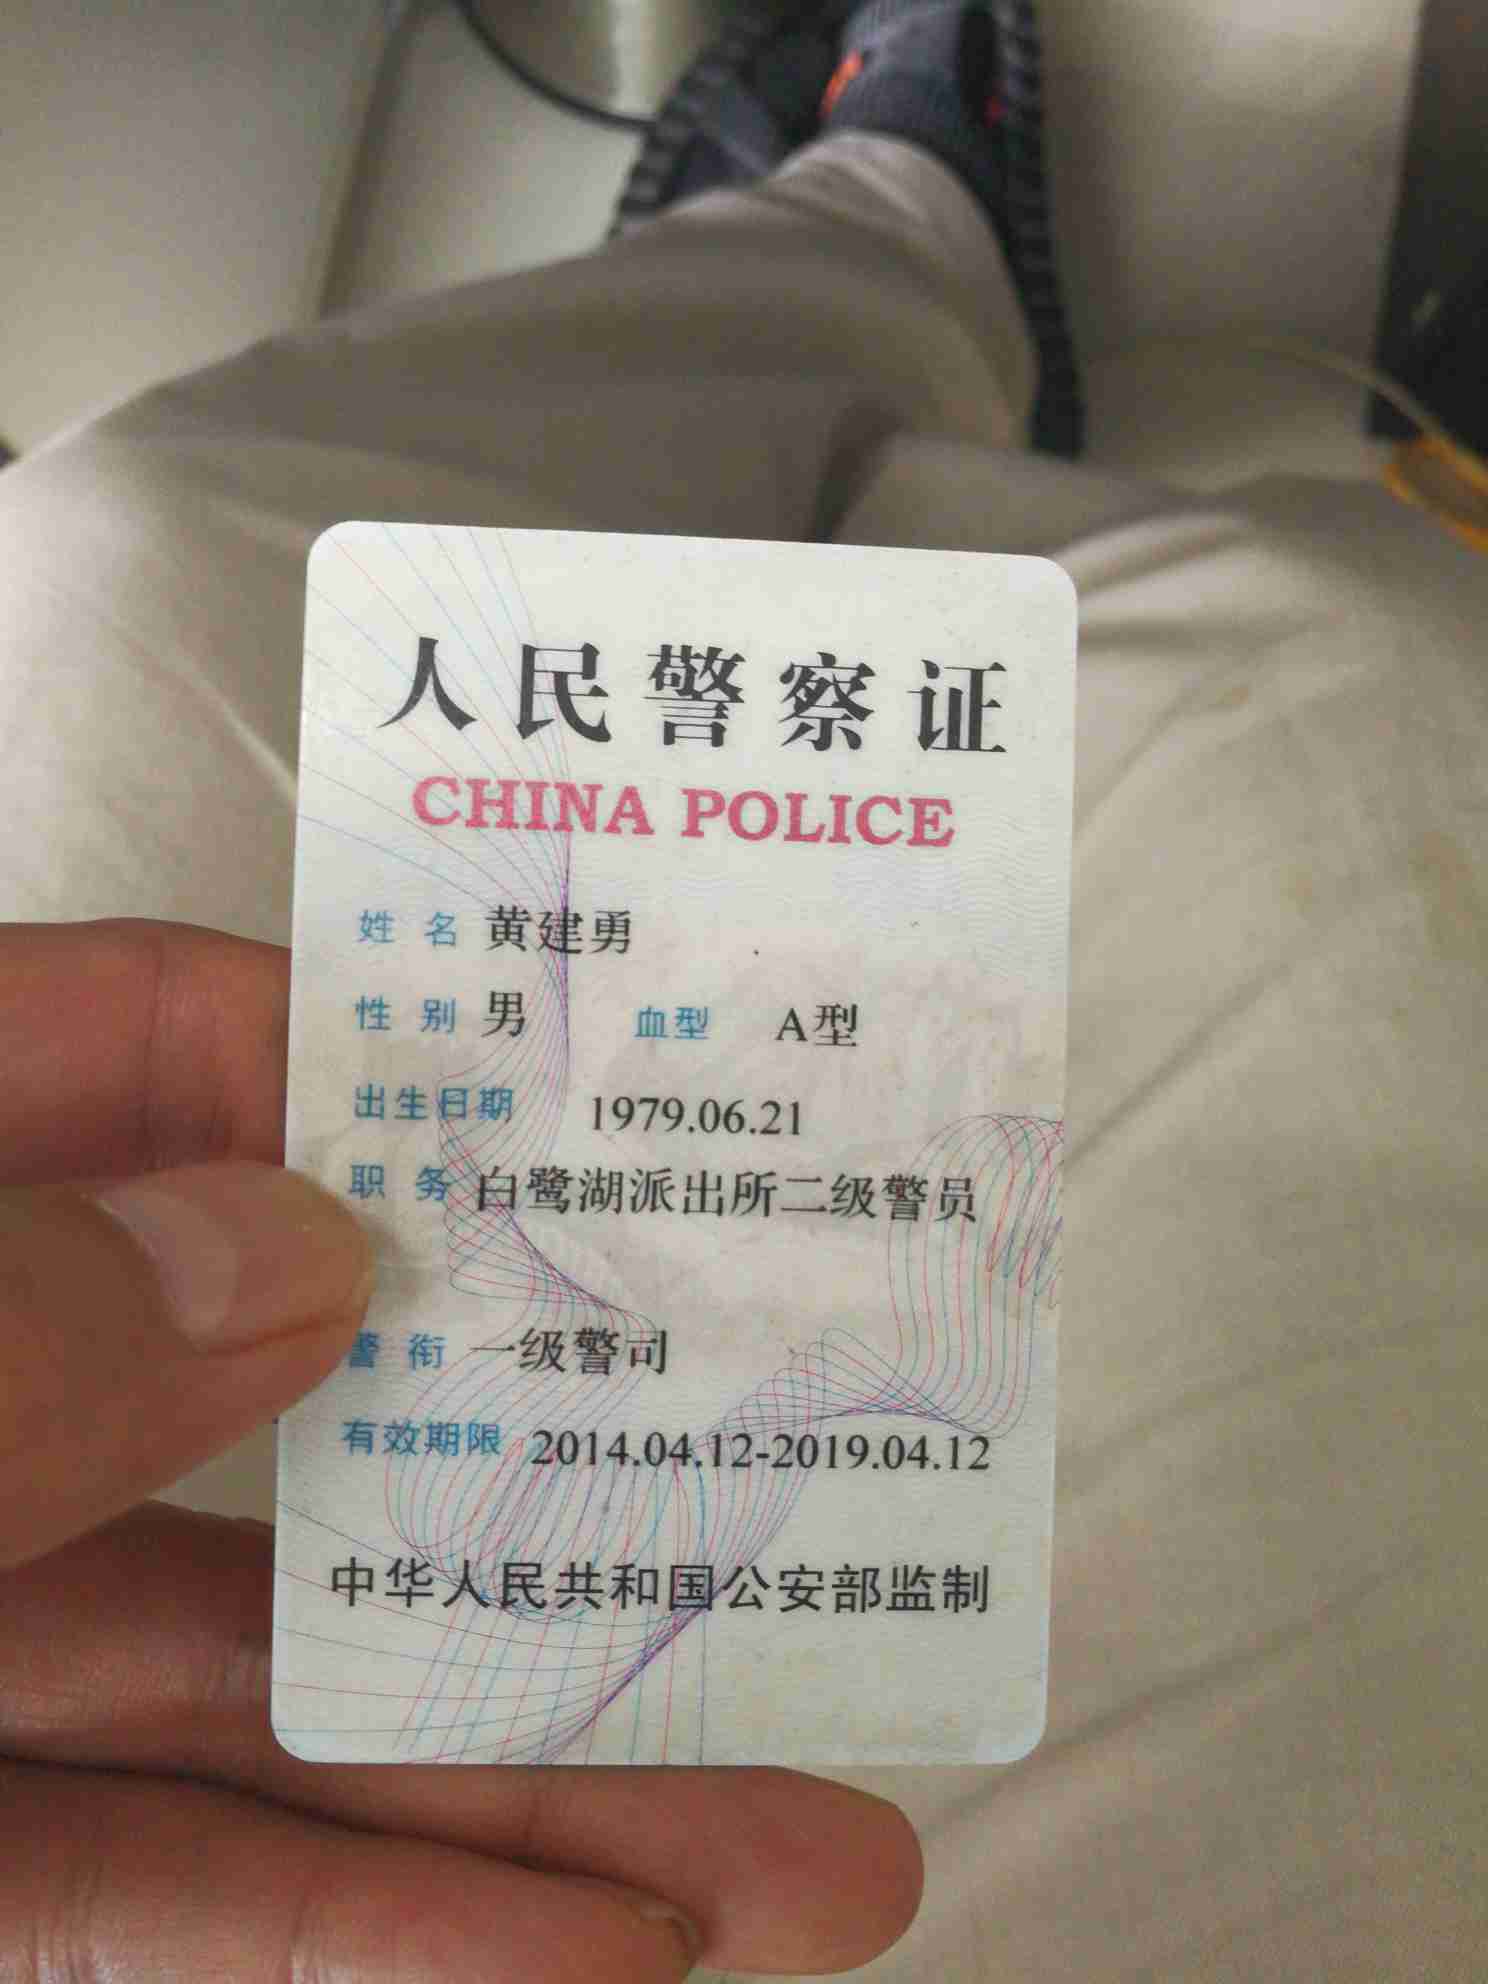 人民警察证
CHINA POLICE
姓 名 黄建勇
性 别 男 血型 A型
出生日期 1979.06.21
职 务 白鹭湖派出所二级警员
警 衔 一级警司
有效期限 2014.04.12-2019.04.12
中华人民共和国公安部监制